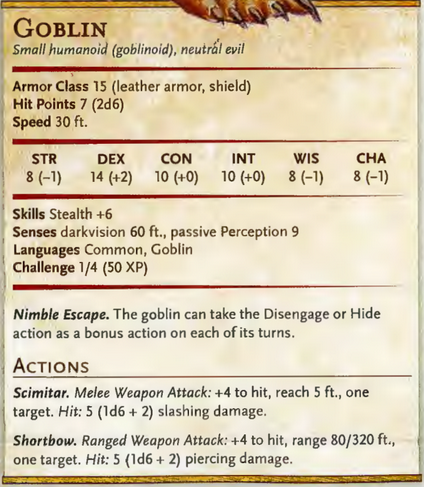 GOBLIN
Small humanoid (goblinoid), neutral evil
Armor Class 15 (leather armor, shield)
Hit Points 7 (2d6)
Speed 30 ft.
STR DEX CON INT WIS CHA
8 (–1) 14 (+2) 10 (+0) 10 (+0) 8 (–1) 8 (–1)
Skills Stealth +6
Senses darkvision 60 ft., passive Perception 9
Languages Common, Goblin
Challenge 1/4 (50 XP)
Nimble Escape. The goblin can take the Disengage or Hide
action as a bonus action on each of its turns.
ACTIONS
Scimitar. Melee Weapon Attack: +4 to hit, reach 5 ft., one
target. Hit: 5 (1d6 + 2) slashing damage.
Shortbow. Ranged Weapon Attack: +4 to hit, range 80/320 ft.,
one target. Hit: 5 (1d6 + 2) piercing damage.